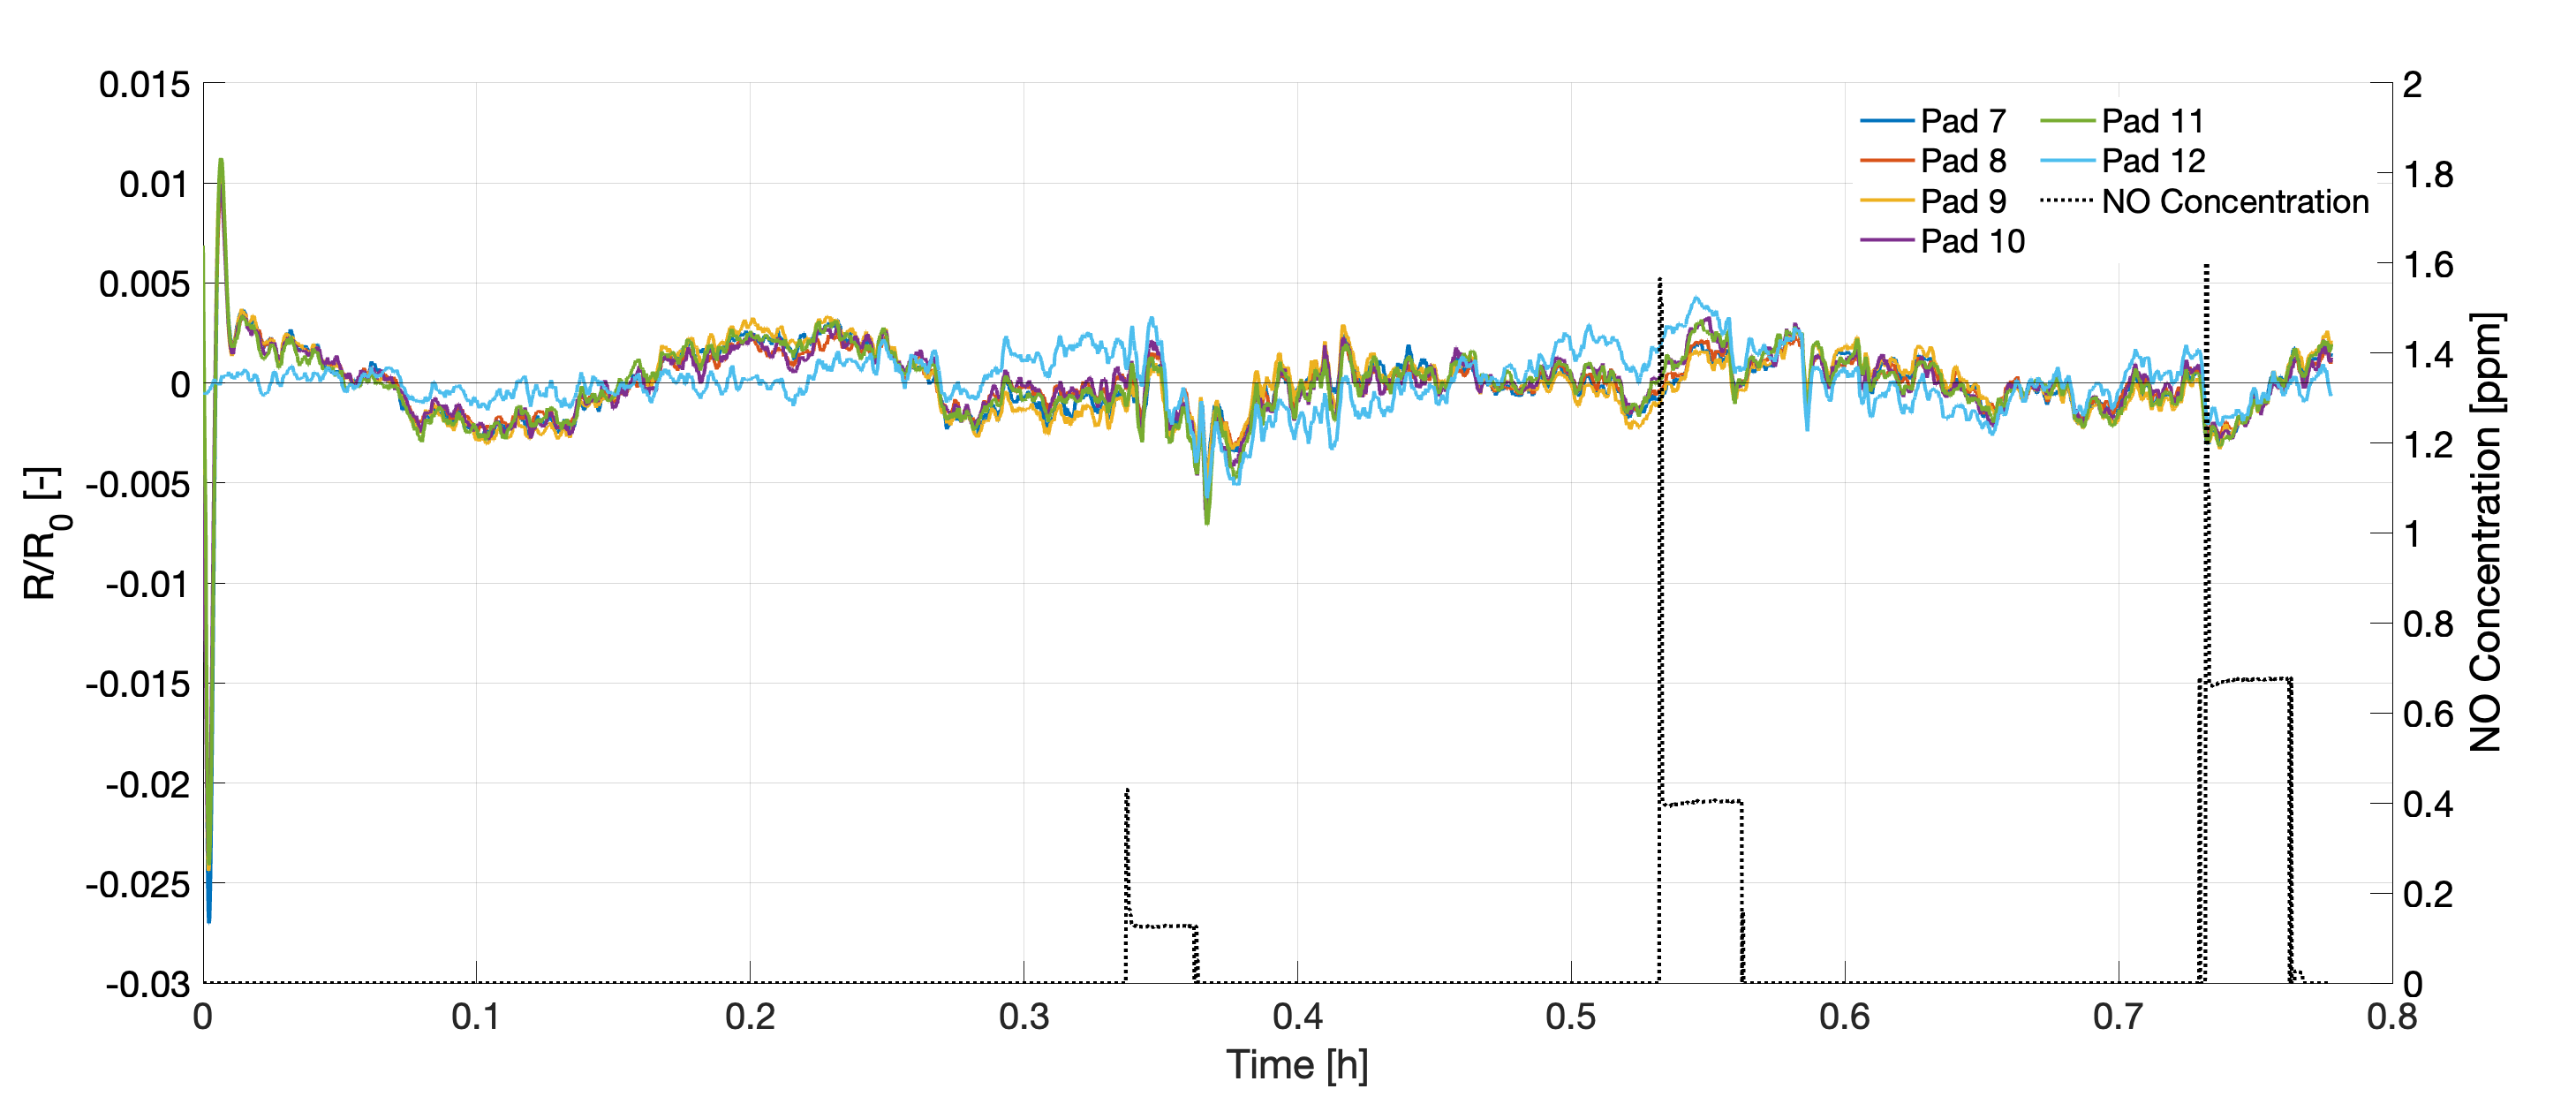 0.015
0.01
0.005
0
-0.005
-0.01
-0.015
-0.02
-0.025
-0.03
R/R0 [-]
0 0.1 0.2 0.3 0.4 0.5 0.6 0.7 0.8
Time [h]
Pad 7
Pad 8
Pad 9
Pad 10
Pad 11
Pad 12
NO Concentration
2
1.8
1.6
1.4
1.2
1
0.8
0.6
0.4
0.2
0
NO Concentration [ppm]